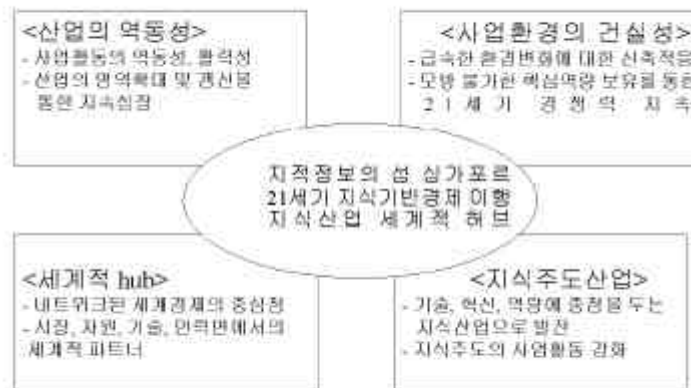 <산업의 역동성>
- 사업활동의 역동성, 활력성
- 산업의 영역확대 및 갱신을
통한 지속성장
<사업환경의 건실성>
- 급속한 환경변화에 대한 신축적응
- 모방 불가한 핵심역량 보유를 통한
21세기 경쟁력 지속
지적정보의 섬 싱가포르
21세기 지식기반경제 이행
지식산업 세계적 허브
<세계적 hub>
- 네트워크된 세계경제의 중심점
- 시장, 자원, 기술, 인력면에서의
세계적 파트너
<지식주도산업>
- 기술, 혁신, 역량에 중점을 두는
지식산업으로 발전
- 지식주도의 사업활동 강화